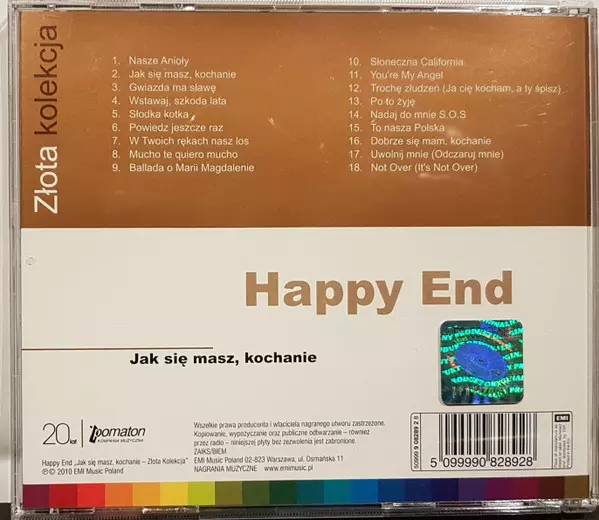 Złota kolekcja
1. Nasze Anioły
2. Jak się masz, kochanie
3. Gwiazda ma sławę
4. Wstawaj, szkoda lata
5. Słodka kotka
6. Powiedz jeszcze raz
7. W Twoich rękach nasz los
8. Mucho te quiero mucho
9. Ballada o Marii Magdalenie
10. Słoneczna California
11. You're My Angel
12. Trochę złudzeń (Ja cię kocham, a ty śpisz)
13. Po to żyję
14. Nadaj do mnie S.O.S
15. To nasza Polska
16. Dobrze się mam, kochanie
17. Uwolnij mnie (Odczaruj mnie)
18. Not Over (It's Not Over)
Happy End
Jak się masz, kochanie
20 lat
pomaton
KOMPANIA MUZYCZNA
Happy End „Jak się masz, kochanie – Złota Kolekcja"
℗© 2010 EMI Music Poland
Wszelkie prawa producenta i właściciela nagranego utworu zastrzeżone.
Kopiowanie, wypożyczanie oraz publiczne odtwarzanie – również
przez radio – niniejszej płyty bez zezwolenia jest zabronione.
ZAIKS/BIEM
EMI Music Poland 02-823 Warszawa, ul. Osmańska 11
NAGRANIA MUZYCZNE www.emimusic.pl
50999 9 08289 2 8
5 099990 828928
EMI